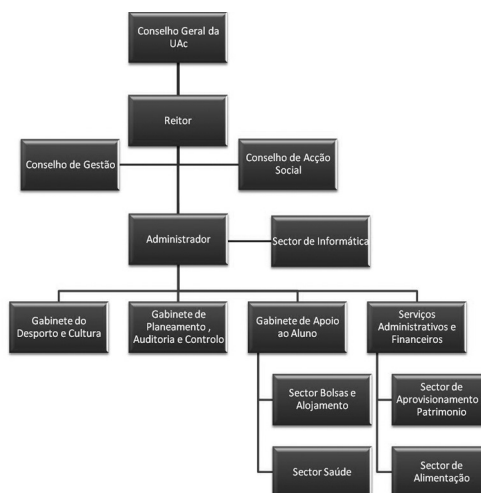 Conselho Geral da
UAc
Reitor
Conselho de Gestão
Conselho de Acção
Social
Administrador
Sector de Informática
Gabinete do
Desporto e Cultura
Gabinete de
Planeamento ,
Auditoria e Controlo
Gabinete de Apoio
ao Aluno
Serviços
Administrativos e
Financeiros
Sector Bolsas e
Alojamento
Sector de
Aprovisionamento
Patrimonio
Sector Saúde
Sector de
Alimentação